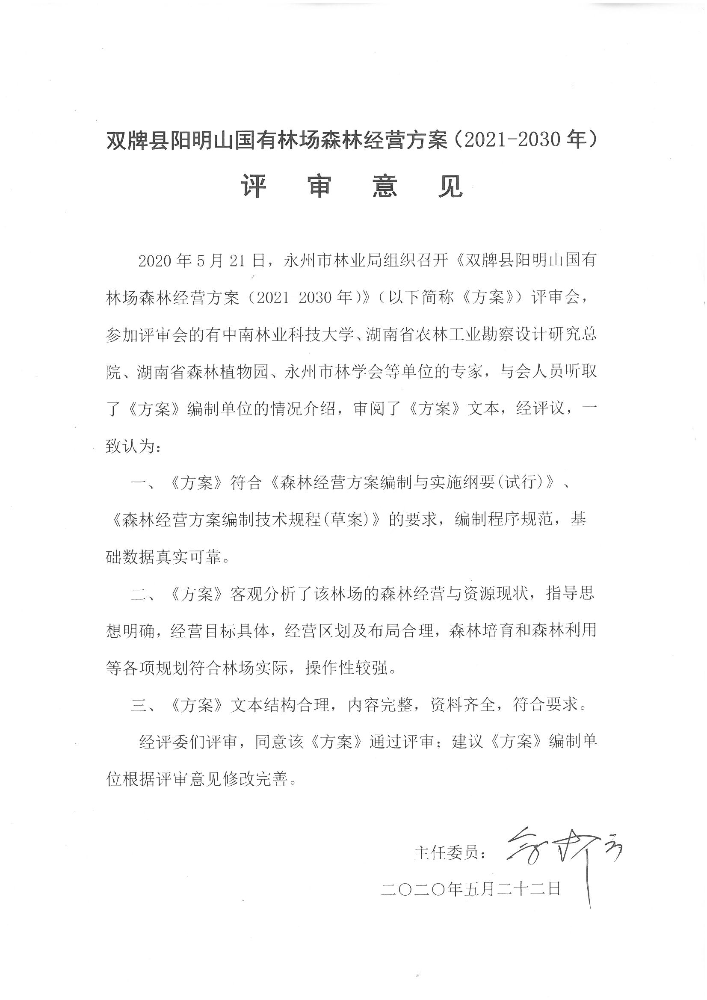 双牌县阳明山国有林场森林经营方案（2021-2030 年）
评 审 意 见
2020 年 5 月 21 日，永州市林业局组织召开《双牌县阳明山国有
林场森林经营方案（2021-2030 年）》（以下简称《方案》）评审会，
参加评审会的有中南林业科技大学、湖南省农林工业勘察设计研究总
院、湖南省森林植物园、永州市林学会等单位的专家，与会人员听取
了《方案》编制单位的情况介绍，审阅了《方案》文本，经评议，一
致认为：
一、《方案》符合《森林经营方案编制与实施纲要(试行)》、
《森林经营方案编制技术规程(草案)》的要求，编制程序规范，基
础数据真实可靠。
二、《方案》客观分析了该林场的森林经营与资源现状，指导思
想明确，经营目标具体，经营区划及布局合理，森林培育和森林利用
等各项规划符合林场实际，操作性较强。
三、《方案》文本结构合理，内容完整，资料齐全，符合要求。
经评委们评审，同意该《方案》通过评审；建议《方案》编制单
位根据评审意见修改完善。
主任委员：
二〇二〇年五月二十二日